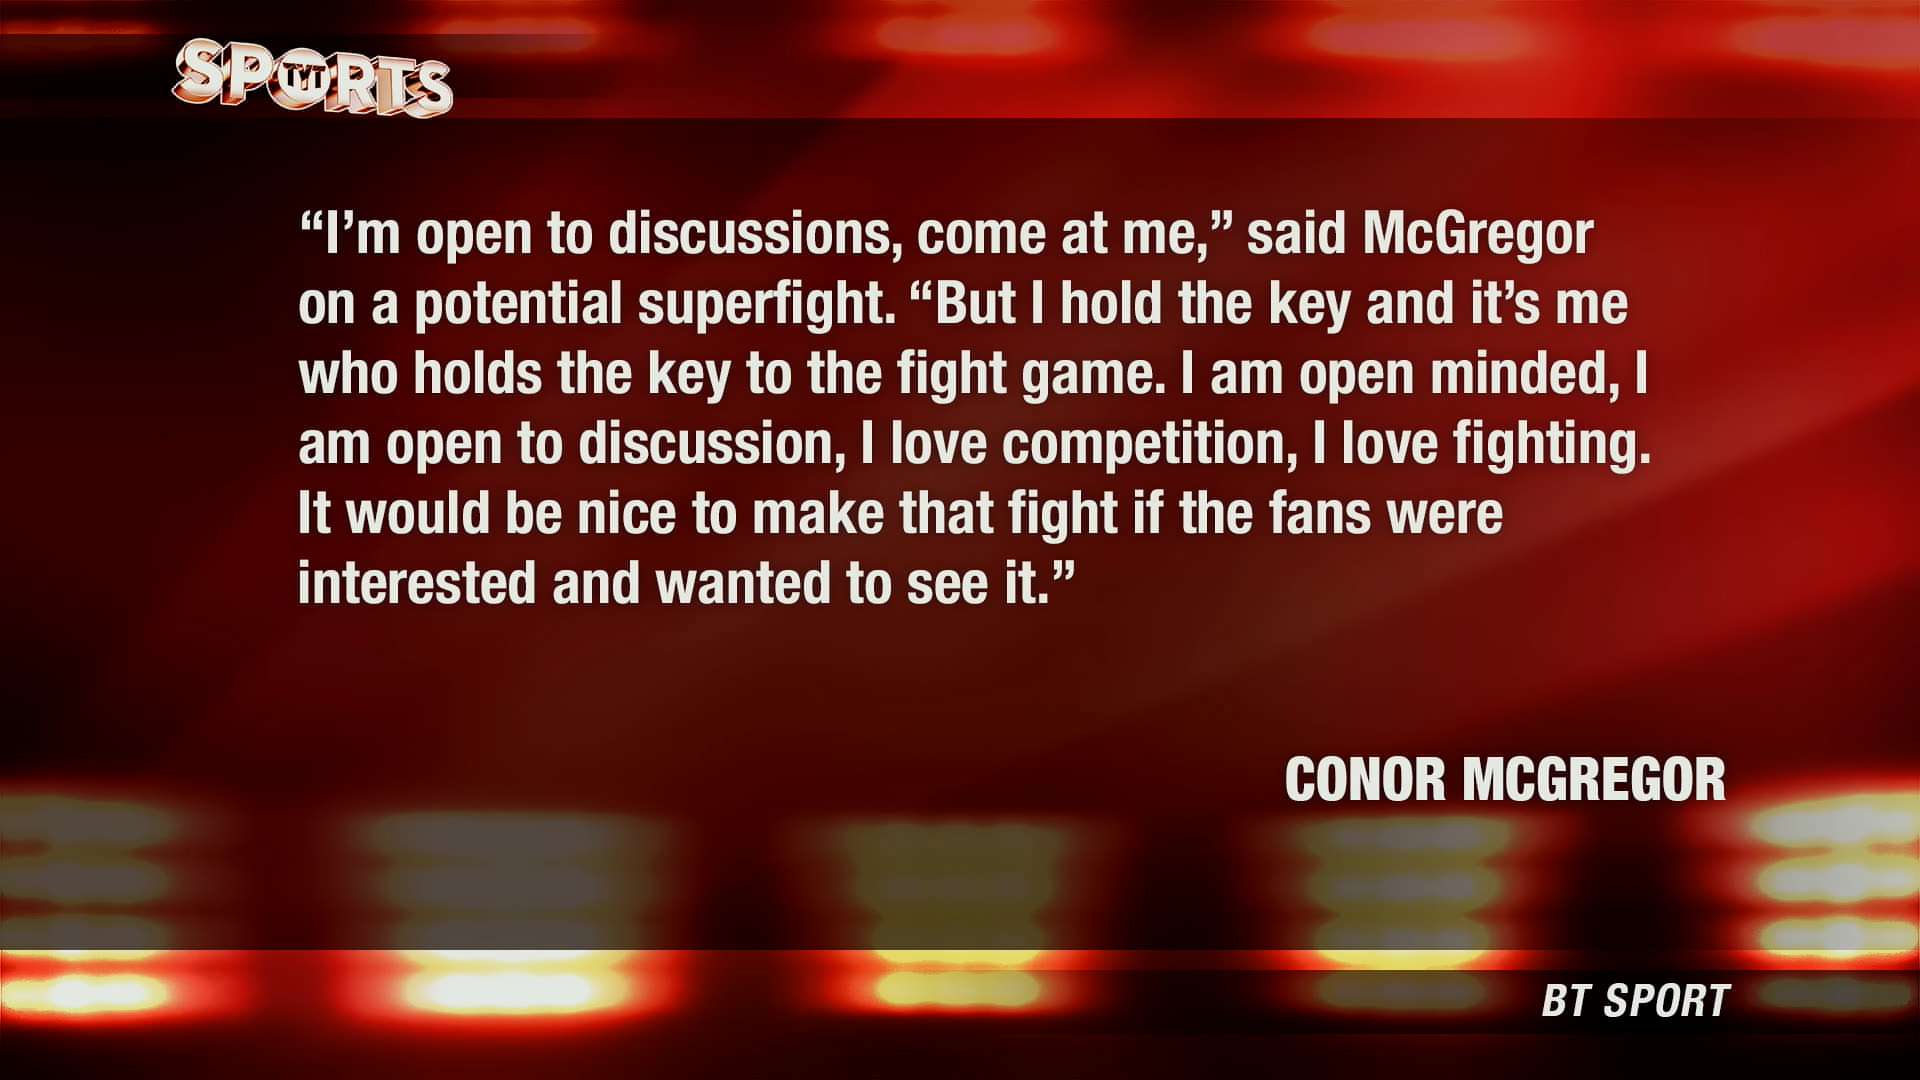 SPORTS
TYT
“I’m open to discussions, come at me,” said McGregor
on a potential superfight. “But I hold the key and it’s me
who holds the key to the fight game. I am open minded, I
am open to discussion, I love competition, I love fighting.
It would be nice to make that fight if the fans were
interested and wanted to see it.”
CONOR MCGREGOR
BT SPORT